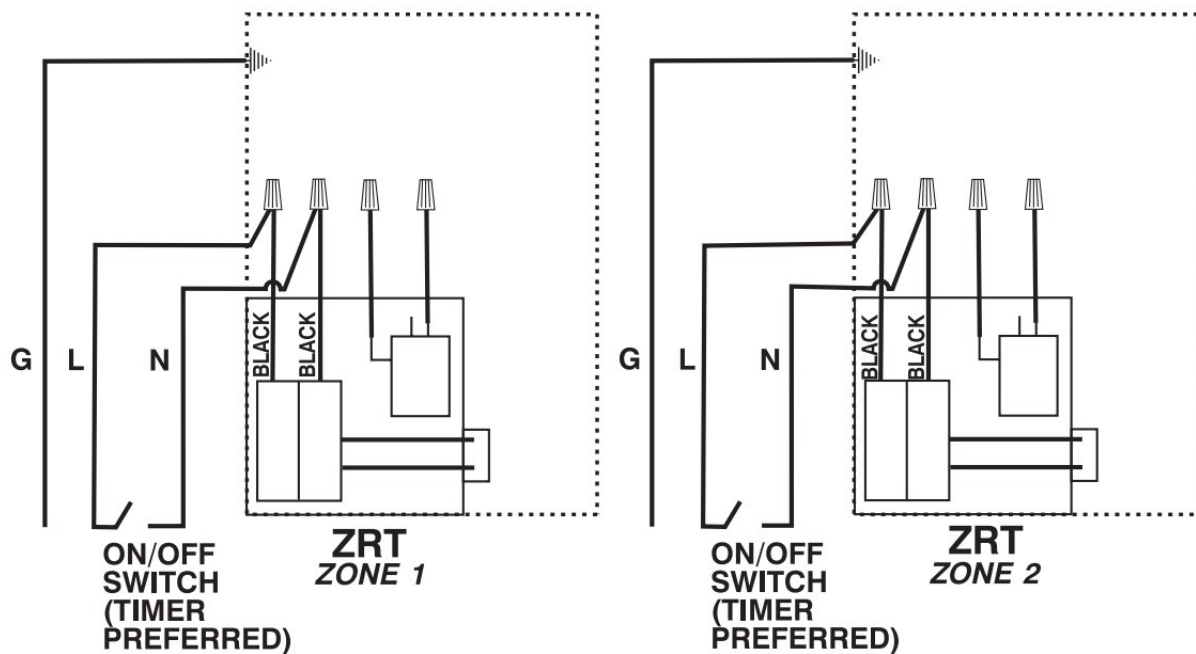 BLACK
BLACK
G
L
N
ZRT
ZONE 1
ON/OFF
SWITCH
(TIMER
PREFERRED)
BLACK
BLACK
G
L
N
ZRT
ZONE 2
ON/OFF
SWITCH
(TIMER
PREFERRED)